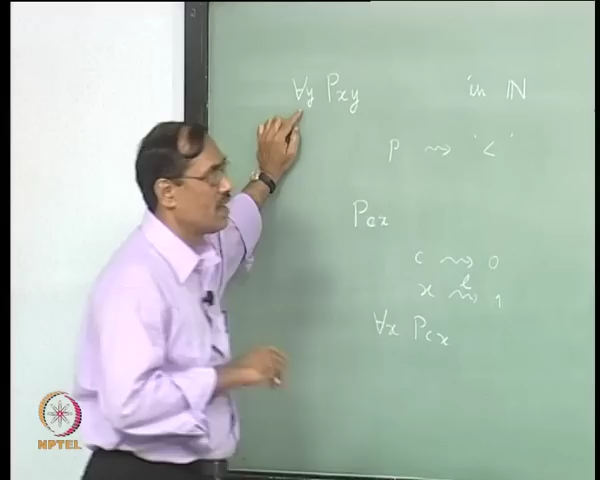 ∀y Pxy in ℕ
P ⇝ '<'
Pcx
c ⇝ 0
x ⇝ 1
ℓ
∀x Pcx
NPTEL